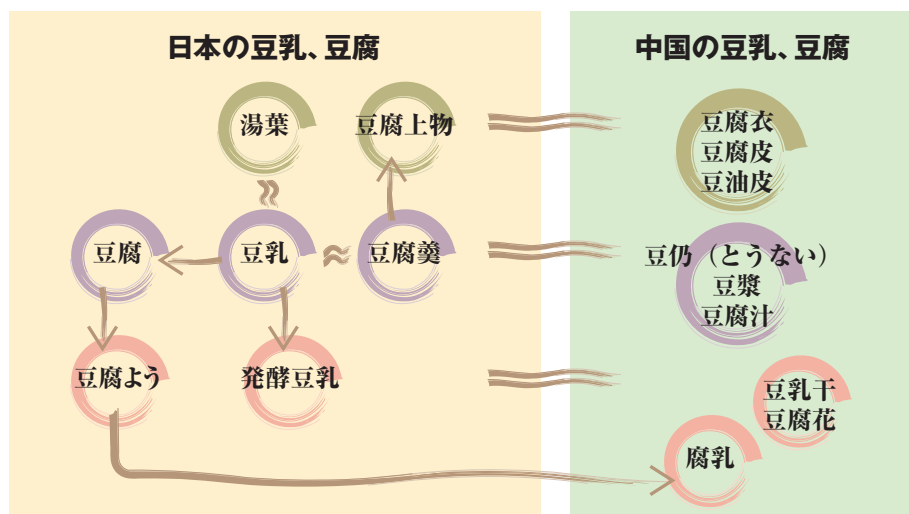 日本の豆乳、豆腐
湯葉
豆腐上物
豆腐
豆乳
豆腐羹
豆腐よう
発酵豆乳
中国の豆乳、豆腐
豆腐衣
豆腐皮
豆油皮
豆仍（とうない）
豆漿
豆腐汁
豆乳干
豆腐花
腐乳